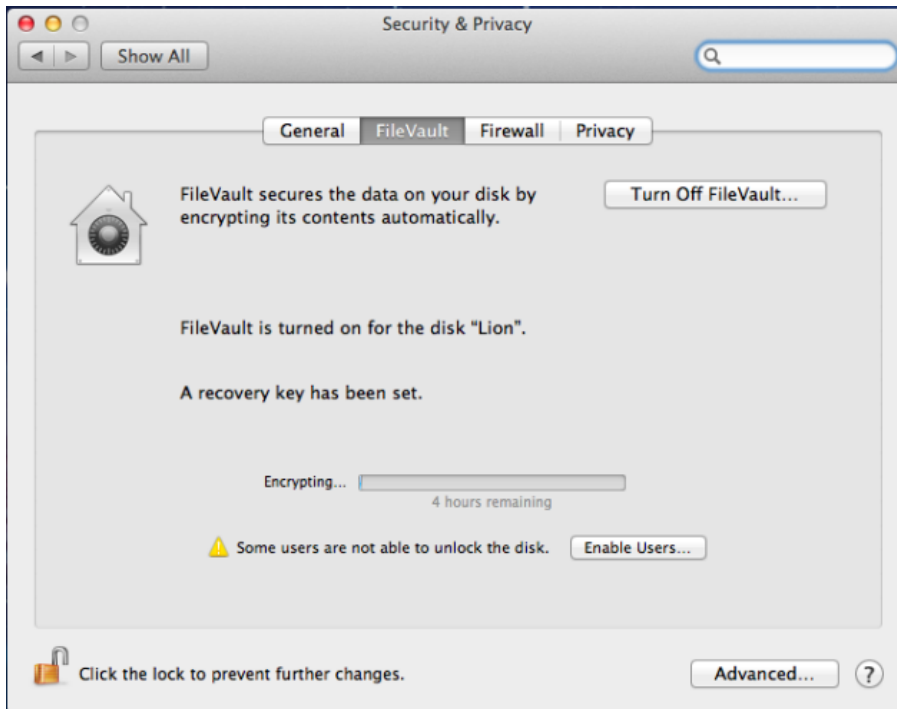 Security & Privacy
Show All
General FileVault Firewall Privacy
FileVault secures the data on your disk by
encrypting its contents automatically.
Turn Off FileVault...
FileVault is turned on for the disk “Lion”.
A recovery key has been set.
Encrypting...
4 hours remaining
Some users are not able to unlock the disk.
Enable Users...
Click the lock to prevent further changes.
Advanced...
?